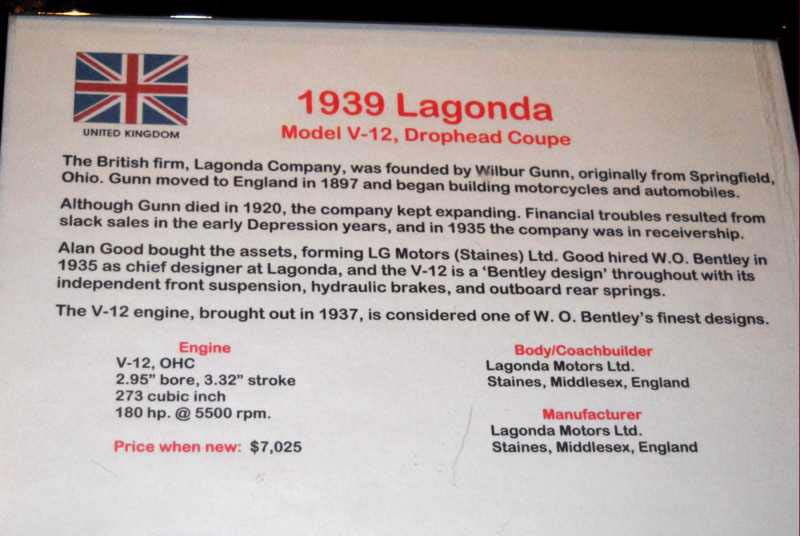 UNITED KINGDOM
1939 Lagonda
Model V-12, Drophead Coupe
The British firm, Lagonda Company, was founded by Wilbur Gunn, originally from Springfield,
Ohio. Gunn moved to England in 1897 and began building motorcycles and automobiles.
Although Gunn died in 1920, the company kept expanding. Financial troubles resulted from
slack sales in the early Depression years, and in 1935 the company was in receivership.
Alan Good bought the assets, forming LG Motors (Staines) Ltd. Good hired W.O. Bentley in
1935 as chief designer at Lagonda, and the V-12 is a ‘Bentley design’ throughout with its
independent front suspension, hydraulic brakes, and outboard rear springs.
The V-12 engine, brought out in 1937, is considered one of W. O. Bentley’s finest designs.
Engine
V-12, OHC
2.95” bore, 3.32” stroke
273 cubic inch
180 hp. @ 5500 rpm.
Price when new: $7,025
Body/Coachbuilder
Lagonda Motors Ltd.
Staines, Middlesex, England
Manufacturer
Lagonda Motors Ltd.
Staines, Middlesex, England